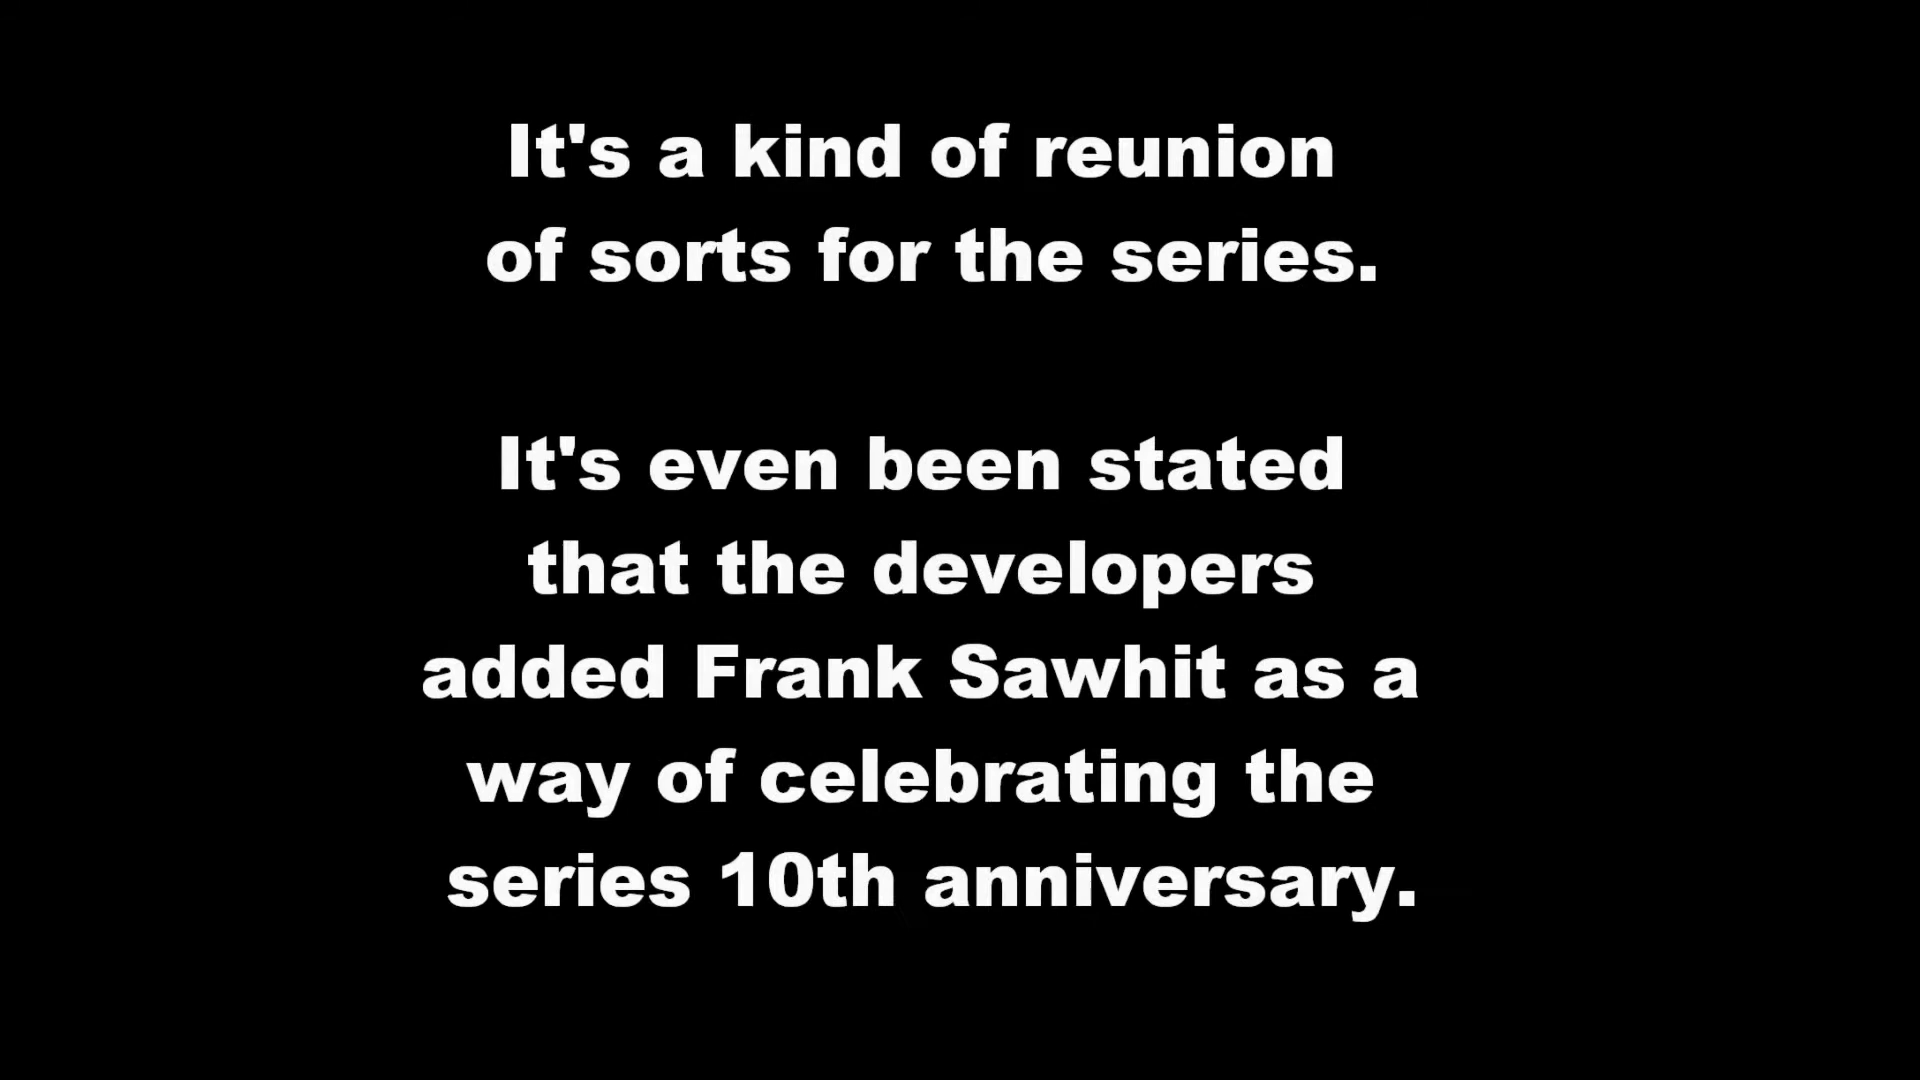 It's a kind of reunion
of sorts for the series.
It's even been stated
that the developers
added Frank Sawhit as a
way of celebrating the
series 10th anniversary.